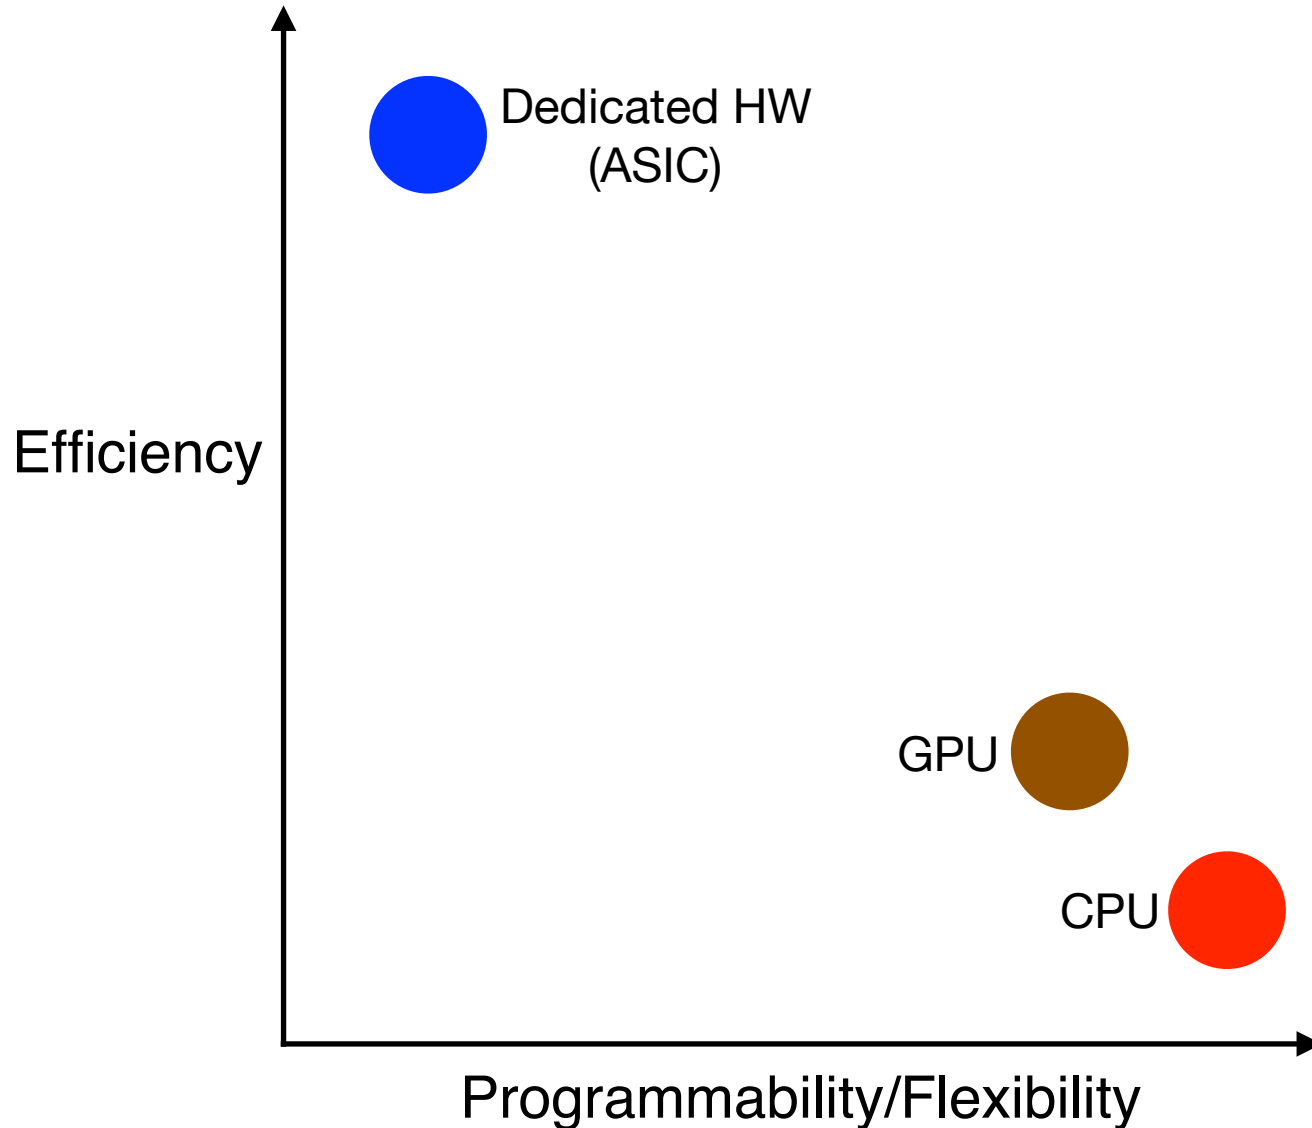 Dedicated HW
(ASIC)
Efficiency
GPU
CPU
Programmability/Flexibility